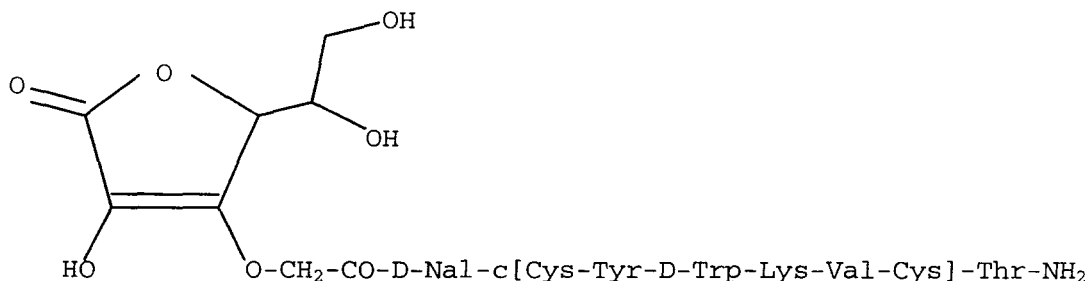 OH
O
O
OH
HO
O-CH₂-CO-D-Nal-c[Cys-Tyr-D-Trp-Lys-Val-Cys]-Thr-NH₂